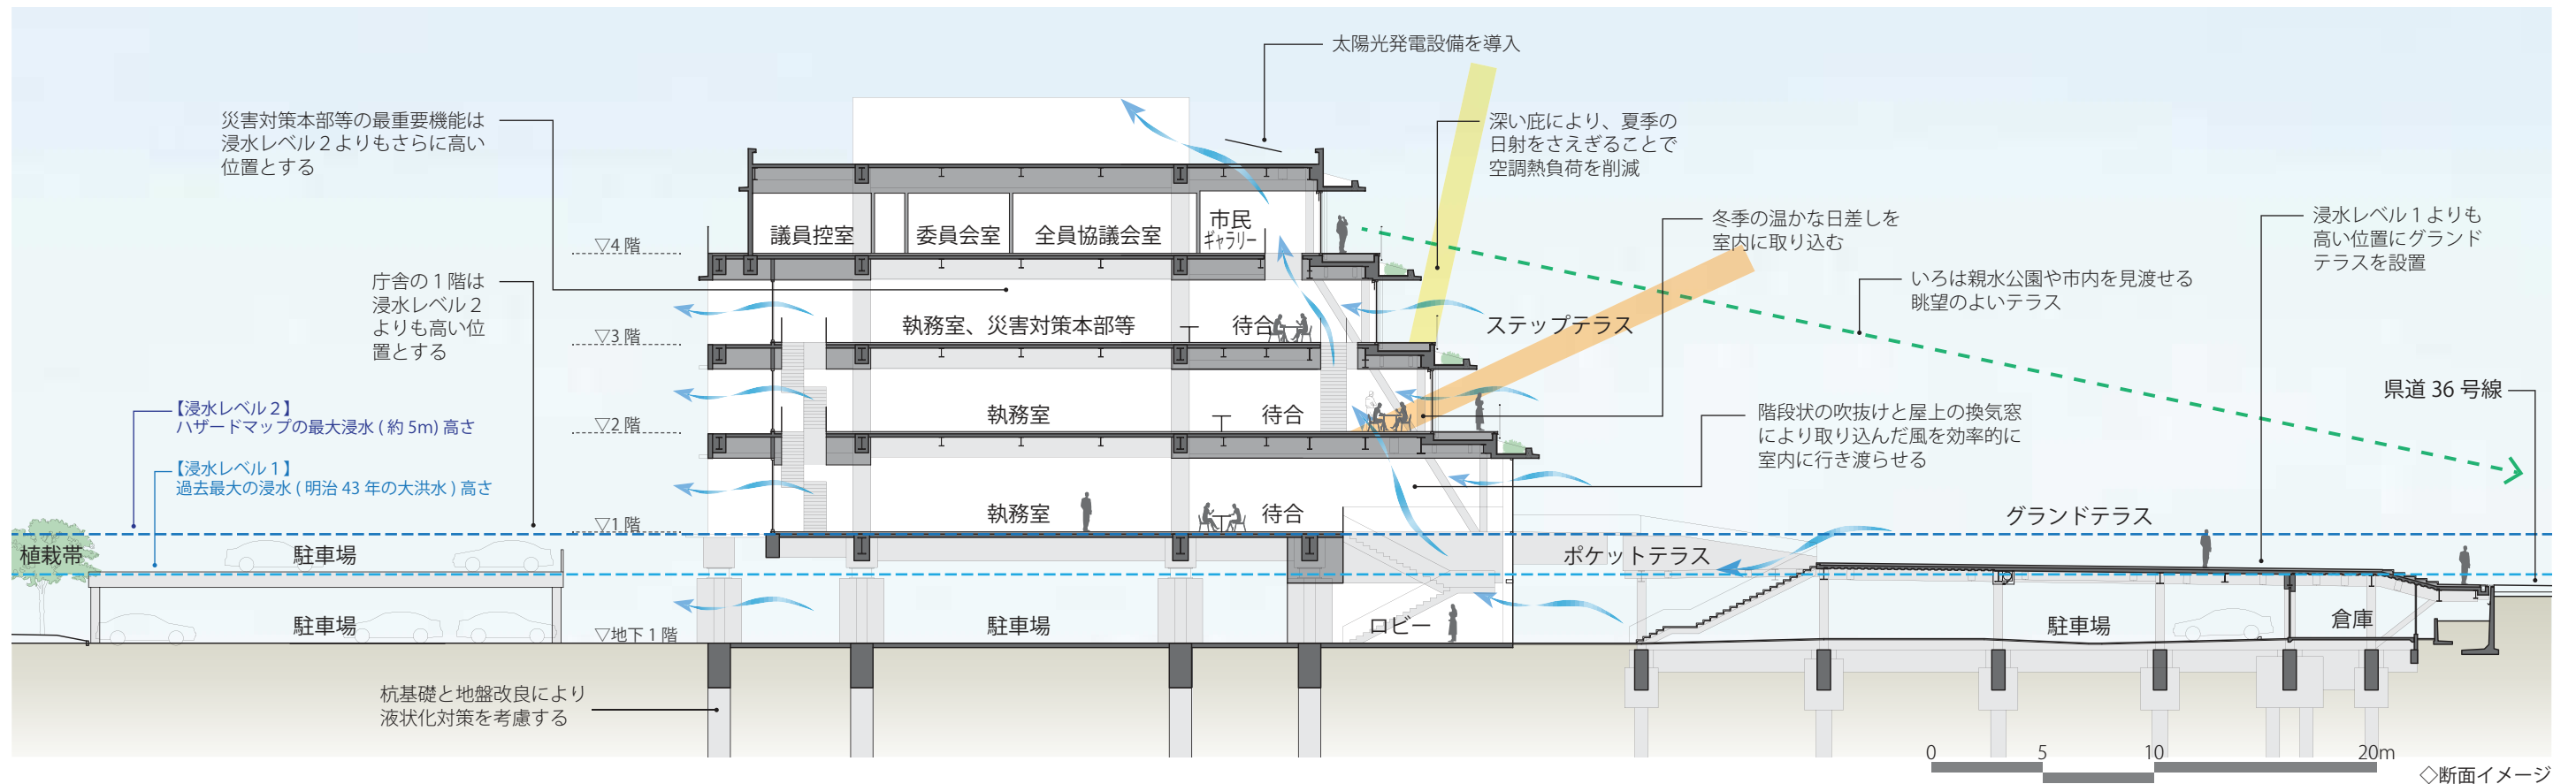 太陽光発電設備を導入
災害対策本部等の最重要機能は
浸水レベル2よりもさらに高い
位置とする
深い庇により、夏季の
日射をさえぎることで
空調熱負荷を削減
冬季の温かな日差しを
室内に取り込む
浸水レベル1よりも
高い位置にグランド
テラスを設置
いろは親水公園や市内を見渡せる
眺望のよいテラス
▽4階
議員控室
委員会室
全員協議会室
市民
ギャラリー
庁舎の1階は
浸水レベル2
よりも高い位
置とする
▽3階
執務室、災害対策本部等
待合
ステップテラス
県道36号線
【浸水レベル2】
ハザードマップの最大浸水(約5m)高さ
▽2階
執務室
待合
階段状の吹抜けと屋上の換気窓
により取り込んだ風を効率的に
室内に行き渡らせる
【浸水レベル1】
過去最大の浸水(明治43年の大洪水)高さ
▽1階
執務室
待合
グランドテラス
植栽帯
駐車場
ポケットテラス
駐車場
▽地下1階
駐車場
ロビー
駐車場
倉庫
杭基礎と地盤改良により
液状化対策を考慮する
0 5 10 20m
◇断面イメージ